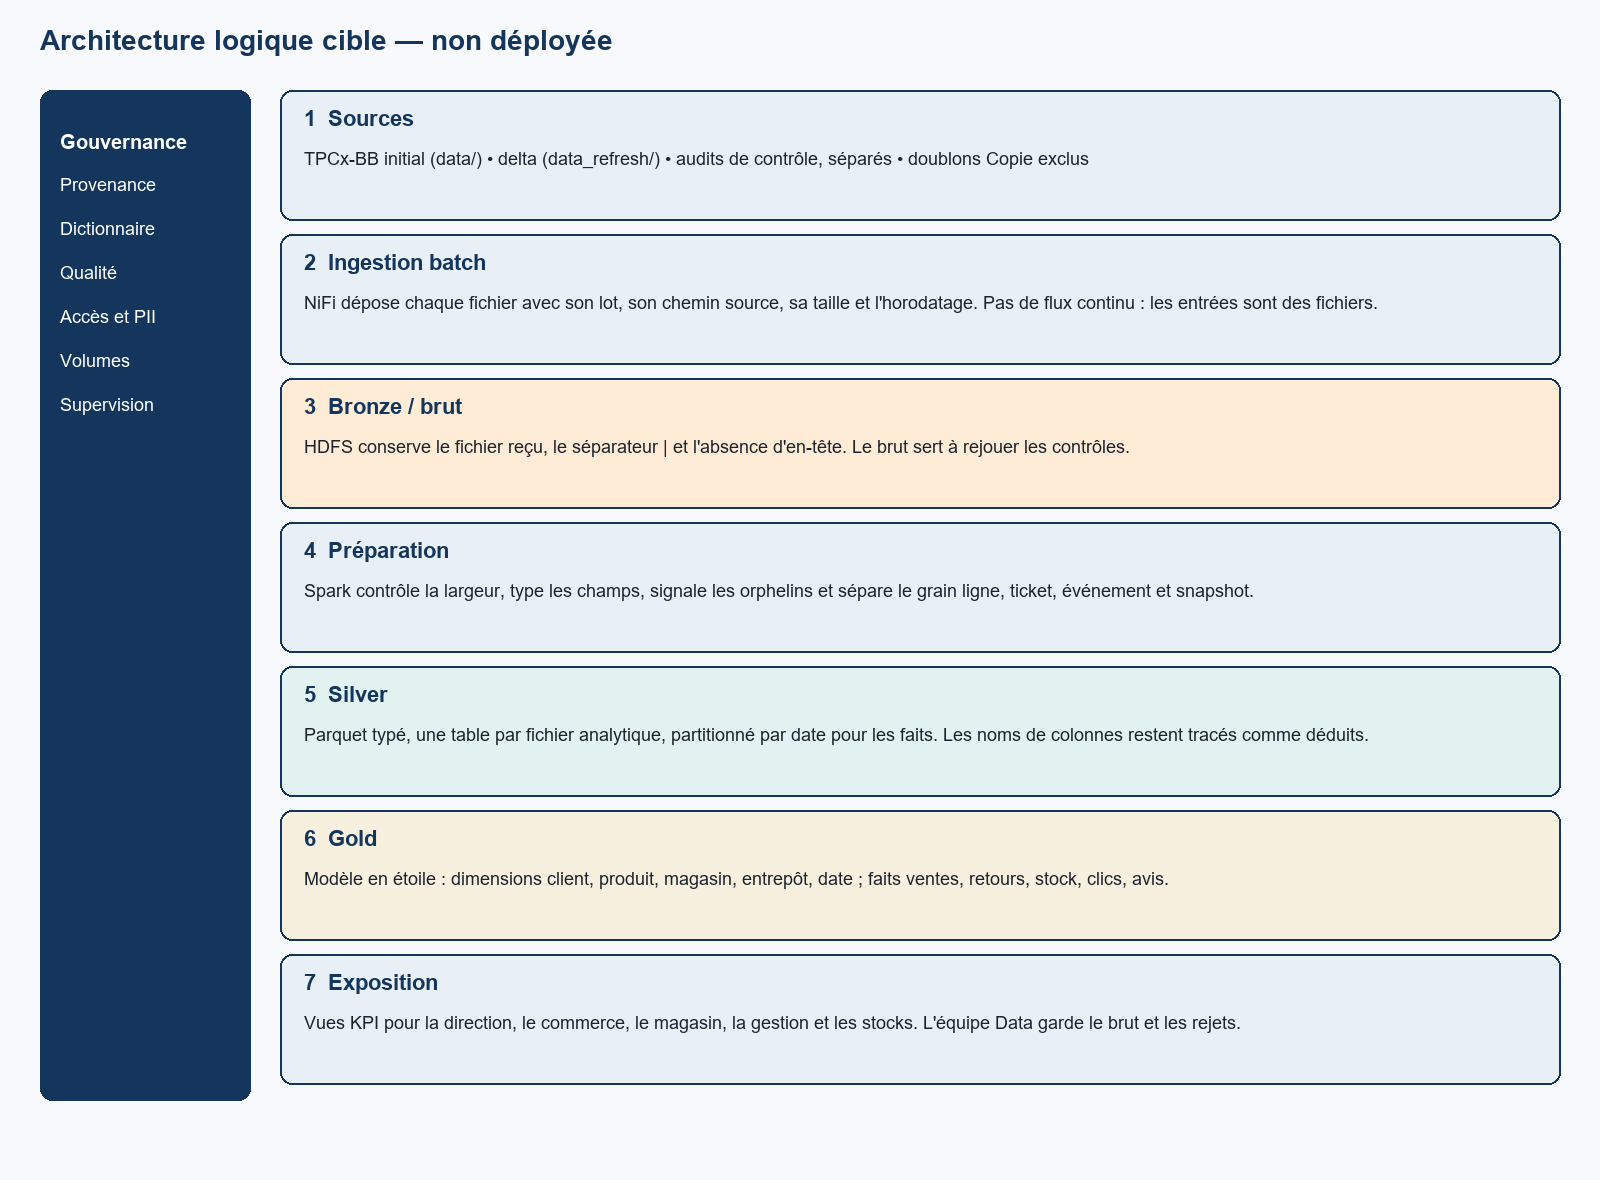 Architecture logique cible — non déployée
Gouvernance
Provenance
Dictionnaire
Qualité
Accès et PII
Volumes
Supervision
1 Sources
TPCx-BB initial (data/) • delta (data_refresh/) • audits de contrôle, séparés • doublons Copie exclus
2 Ingestion batch
NiFi dépose chaque fichier avec son lot, son chemin source, sa taille et l'horodatage. Pas de flux continu : les entrées sont des fichiers.
3 Bronze / brut
HDFS conserve le fichier reçu, le séparateur | et l'absence d'en-tête. Le brut sert à rejouer les contrôles.
4 Préparation
Spark contrôle la largeur, type les champs, signale les orphelins et sépare le grain ligne, ticket, événement et snapshot.
5 Silver
Parquet typé, une table par fichier analytique, partitionné par date pour les faits. Les noms de colonnes restent tracés comme déduits.
6 Gold
Modèle en étoile : dimensions client, produit, magasin, entrepôt, date ; faits ventes, retours, stock, clics, avis.
7 Exposition
Vues KPI pour la direction, le commerce, le magasin, la gestion et les stocks. L'équipe Data garde le brut et les rejets.